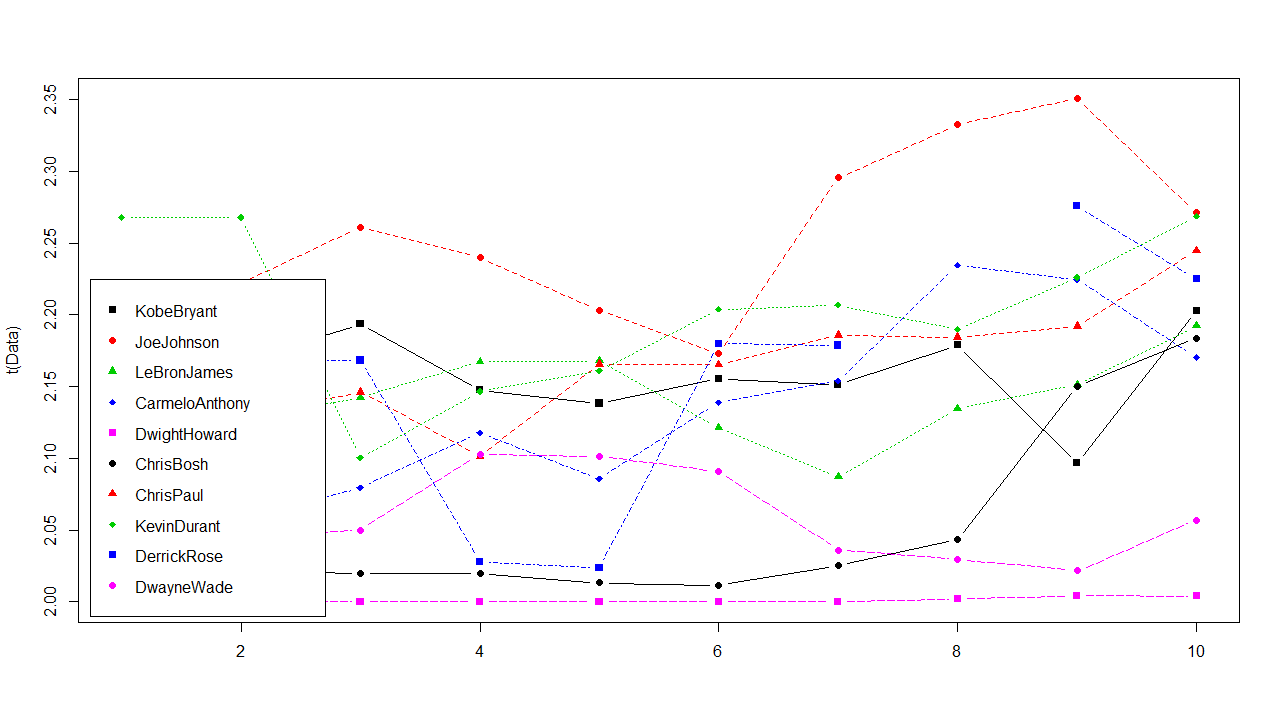 t(Data)
2.35
2.30
2.25
2.20
2.15
2.10
2.05
2.00
KobeBryant
JoeJohnson
LeBronJames
CarmeloAnthony
DwightHoward
ChrisBosh
ChrisPaul
KevinDurant
DerrickRose
DwayneWade
2 4 6 8 10